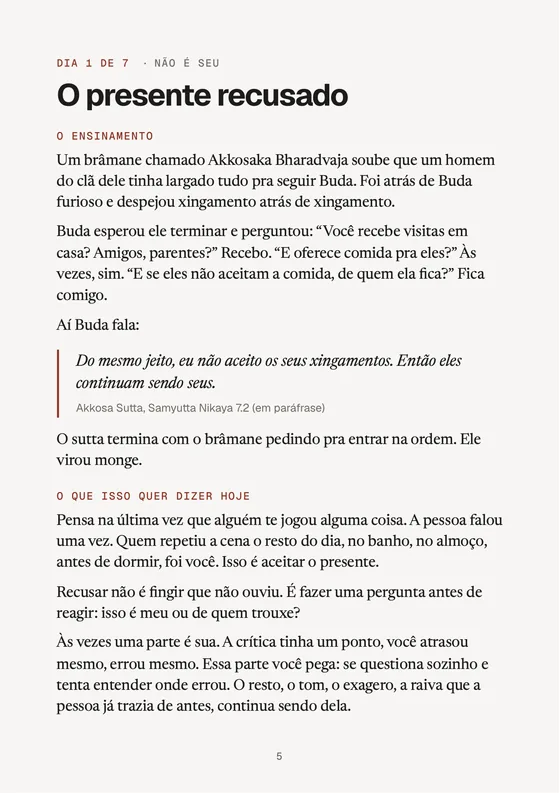 DIA 1 DE 7 · NÃO É SEU
O presente recusado
O ENSINAMENTO
Um brâmane chamado Akkosaka Bharadvaja soube que um homem
do clã dele tinha largado tudo pra seguir Buda. Foi atrás de Buda
furioso e despejou xingamento atrás de xingamento.
Buda esperou ele terminar e perguntou: “Você recebe visitas em
casa? Amigos, parentes?” Recebo. “E oferece comida pra eles?” Às
vezes, sim. “E se eles não aceitam a comida, de quem ela fica?” Fica
comigo.
Aí Buda fala:
Do mesmo jeito, eu não aceito os seus xingamentos. Então eles
continuam sendo seus.
Akkosa Sutta, Samyutta Nikaya 7.2 (em paráfrase)
O sutta termina com o brâmane pedindo pra entrar na ordem. Ele
virou monge.
O QUE ISSO QUER DIZER HOJE
Pensa na última vez que alguém te jogou alguma coisa. A pessoa falou
uma vez. Quem repetiu a cena o resto do dia, no banho, no almoço,
antes de dormir, foi você. Isso é aceitar o presente.
Recusar não é fingir que não ouviu. É fazer uma pergunta antes de
reagir: isso é meu ou de quem trouxe?
Às vezes uma parte é sua. A crítica tinha um ponto, você atrasou
mesmo, errou mesmo. Essa parte você pega: se questiona sozinho e
tenta entender onde errou. O resto, o tom, o exagero, a raiva que a
pessoa já trazia de antes, continua sendo dela.
5